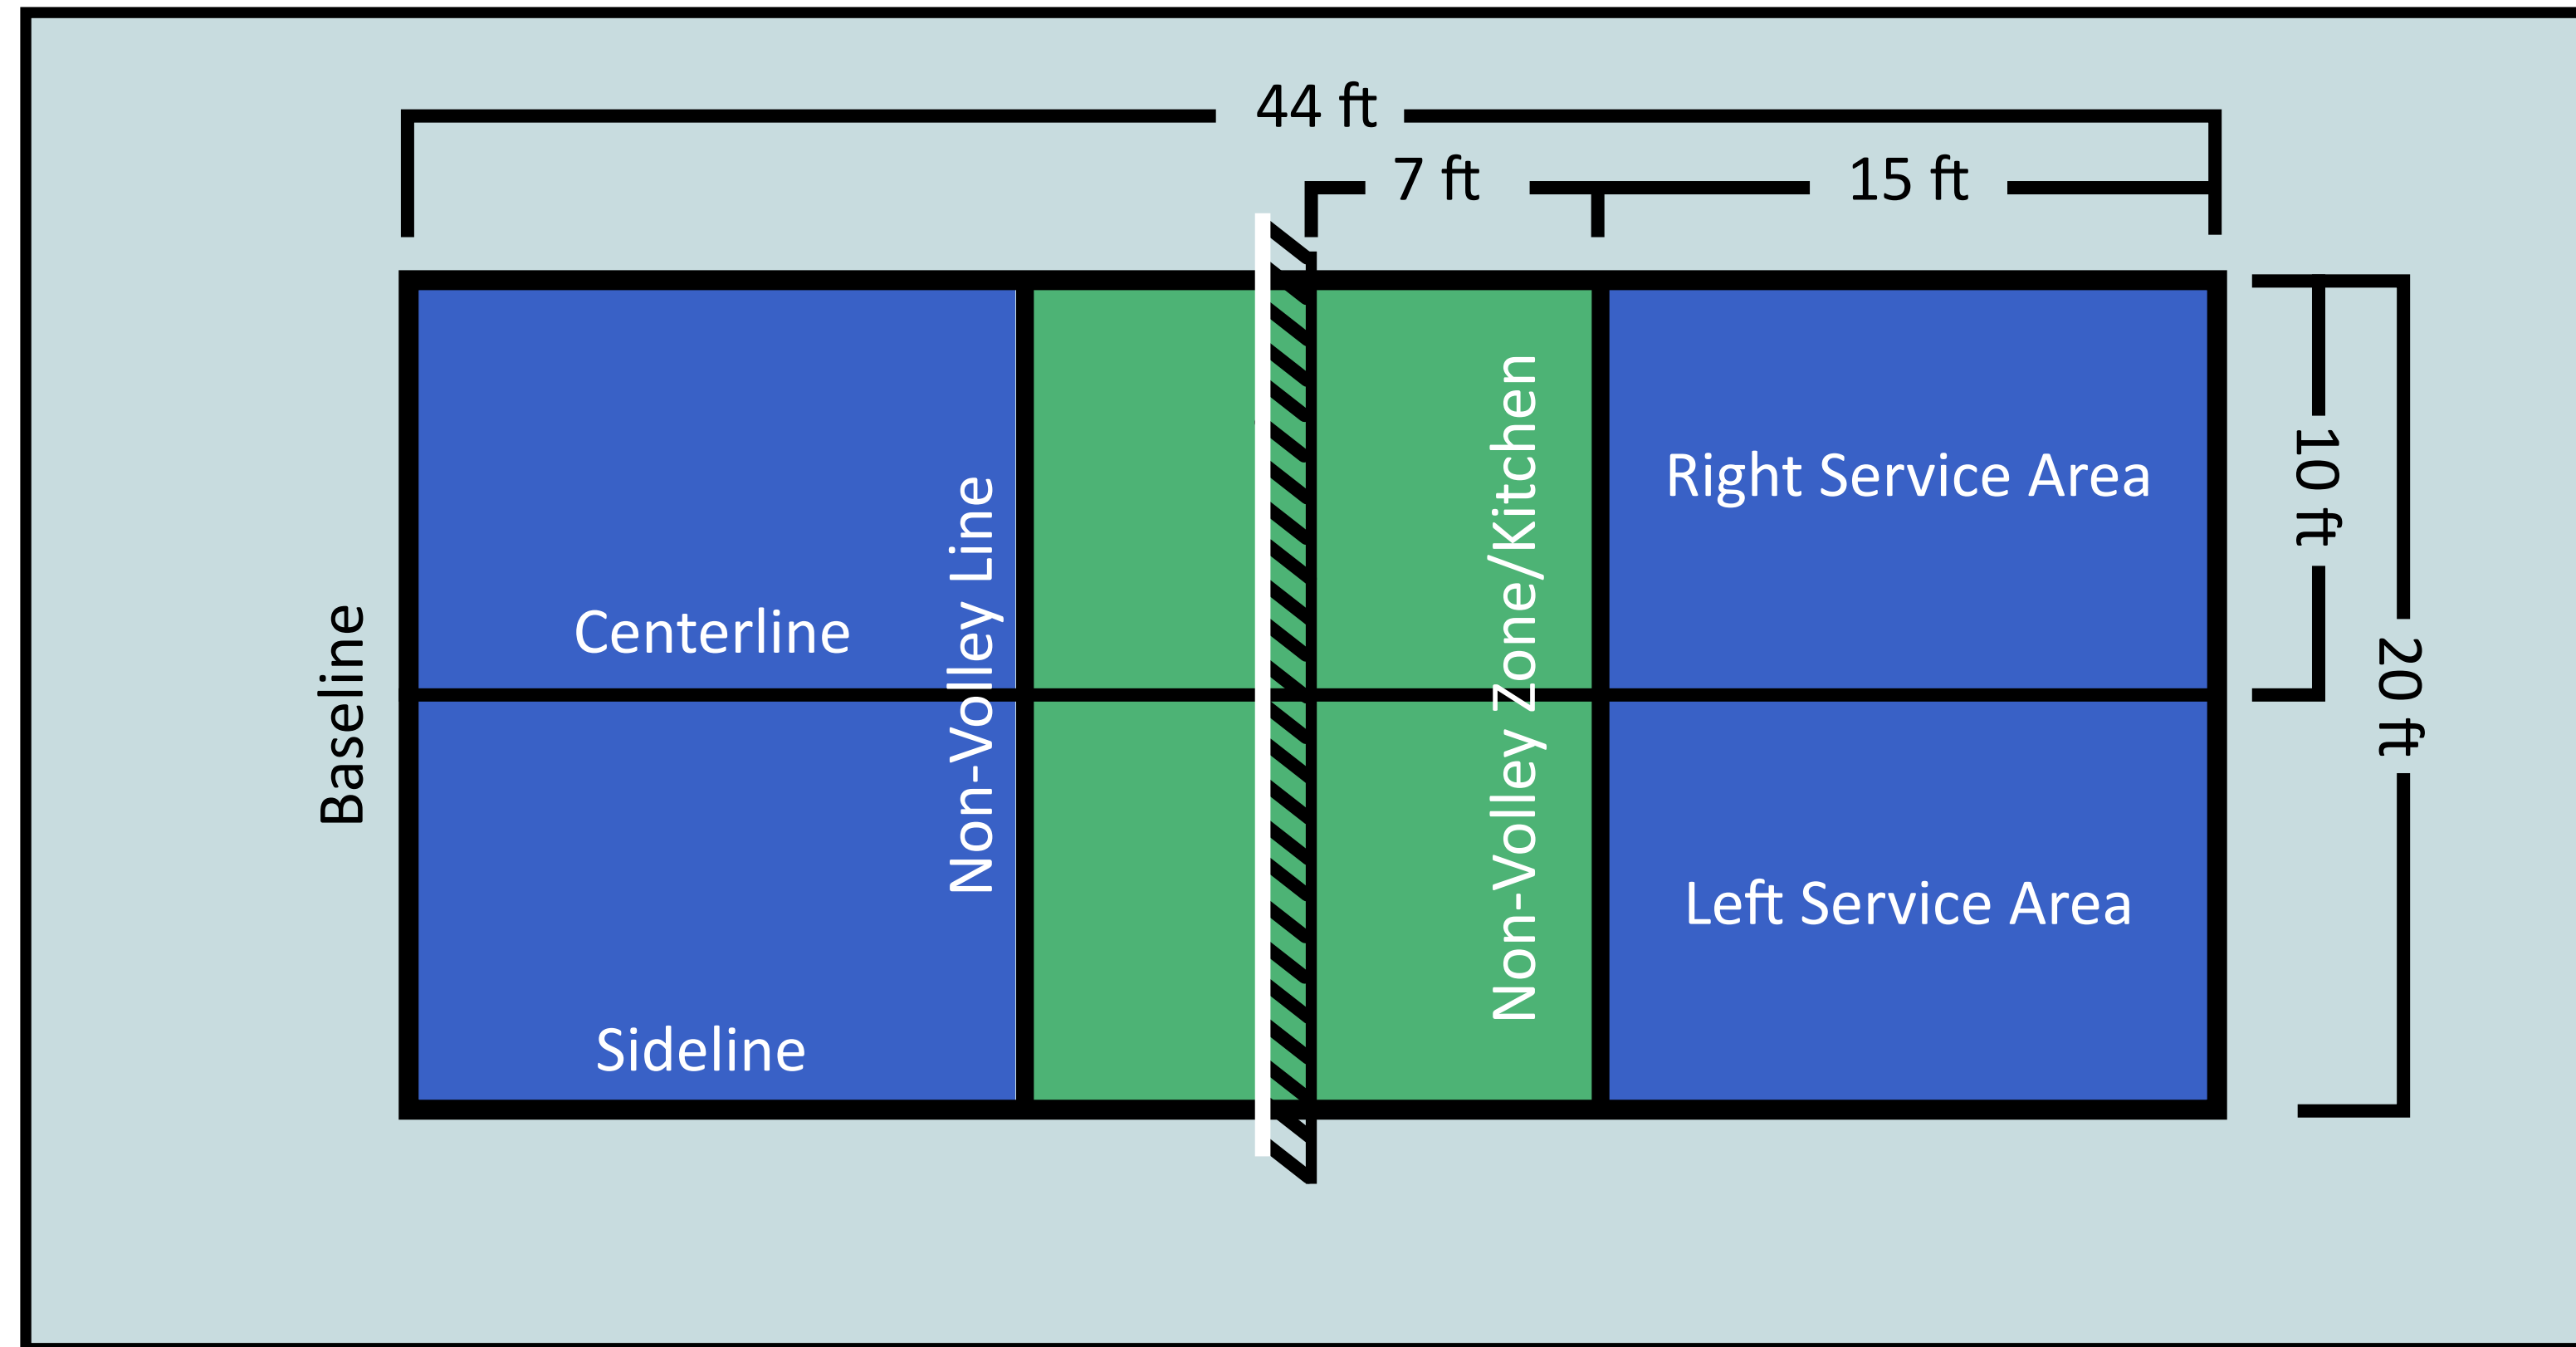 44 ft
7 ft
15 ft
Right Service Area
10 ft
Non-Volley Line
Non-Volley Zone/Kitchen
Centerline
Baseline
20 ft
Left Service Area
Sideline